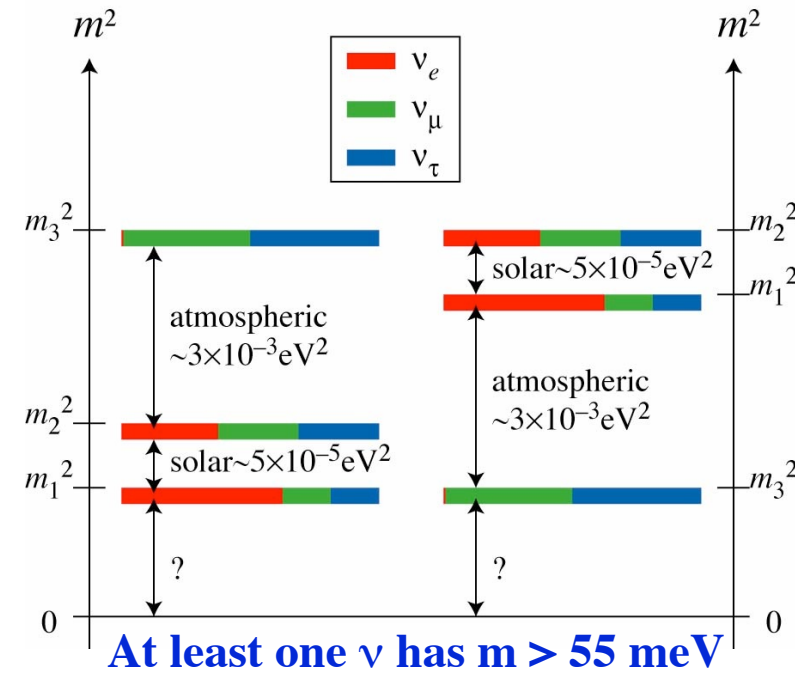 m²
m²
νe
νμ
ντ
m₃²
m₂²
solar~5×10⁻⁵eV²
m₁²
atmospheric
~3×10⁻³eV²
atmospheric
~3×10⁻³eV²
m₂²
solar~5×10⁻⁵eV²
m₁²
m₃²
?
?
0
0
At least one ν has m > 55 meV